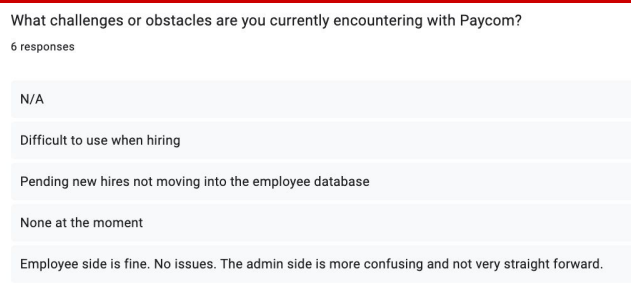 What challenges or obstacles are you currently encountering with Paycom?
6 responses
N/A
Difficult to use when hiring
Pending new hires not moving into the employee database
None at the moment
Employee side is fine. No issues. The admin side is more confusing and not very straight forward.